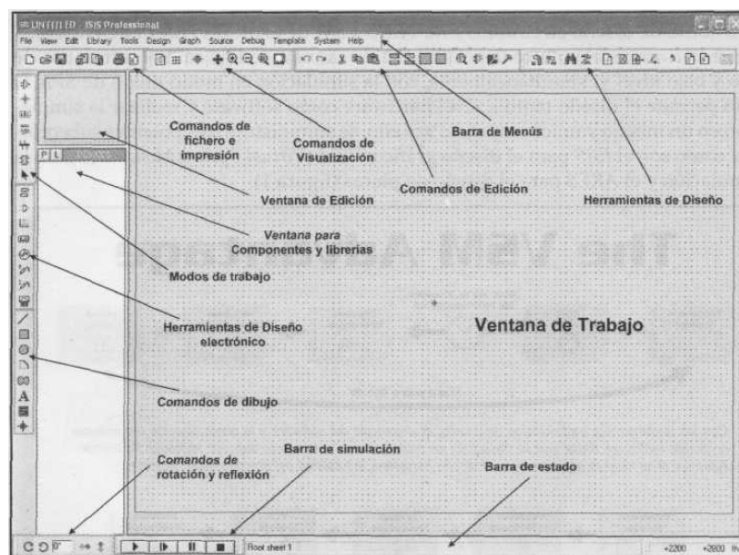 UNTITLED - ISIS Professional
File View Edit Library Tools Design Graph Source Debug Template System Help
Comandos de
fichero e
impresión
Comandos de
Visualización
Barra de Menús
Comandos de Edición
Herramientas de Diseño
Ventana de Edición
P L
Ventana para
Componentes y librerias
Modos de trabajo
Herramientas de Diseño
electrónico
Ventana de Trabajo
A
Comandos de dibujo
Comandos de
rotación y reflexión
Barra de simulación
Barra de estado
Root sheet 1
+2200
+2800